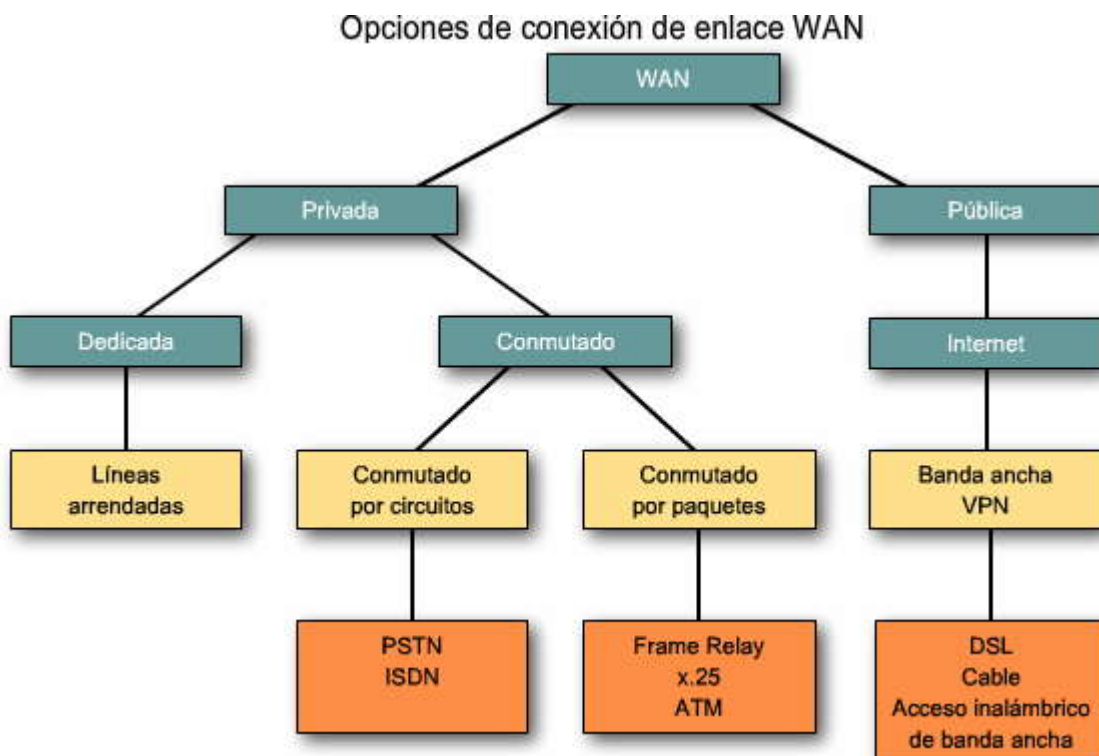 Opciones de conexión de enlace WAN
WAN
Privada
Pública
Dedicada
Conmutado
Internet
Líneas
arrendadas
Conmutado
por circuitos
Conmutado
por paquetes
Banda ancha
VPN
PSTN
ISDN
Frame Relay
x.25
ATM
DSL
Cable
Acceso inalámbrico
de banda ancha